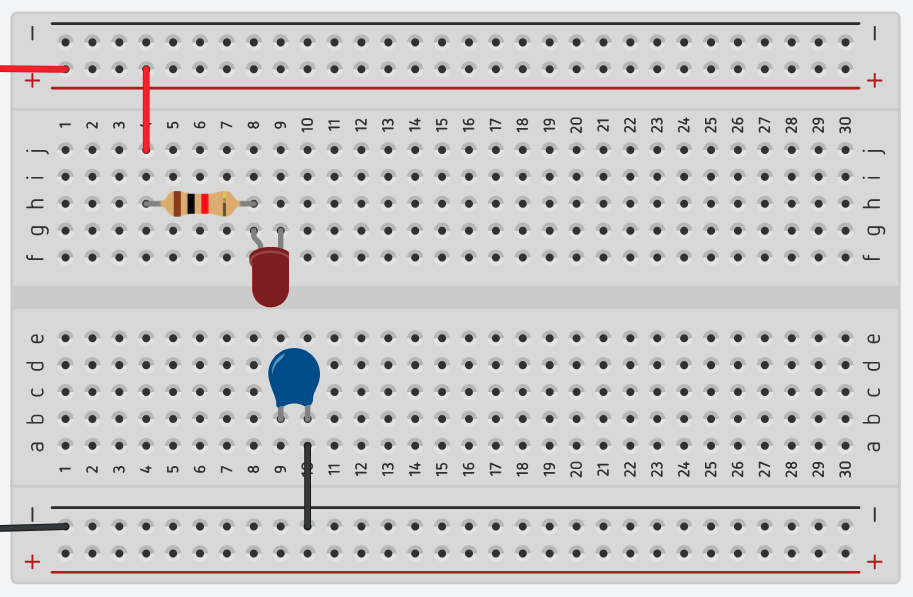 − −
+ +
1 2 3 4 5 6 7 8 9 10 11 12 13 14 15 16 17 18 19 20 21 22 23 24 25 26 27 28 29 30
j j
i i
h h
g g
f f
e e
d d
c c
b b
a a
1 2 3 4 5 6 7 8 9 10 11 12 13 14 15 16 17 18 19 20 21 22 23 24 25 26 27 28 29 30
− −
+ +